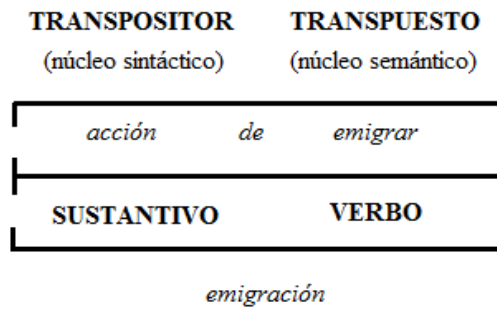 TRANSPOSITOR TRANSPUESTO
(núcleo sintáctico) (núcleo semántico)
acción de emigrar
SUSTANTIVO VERBO
emigración